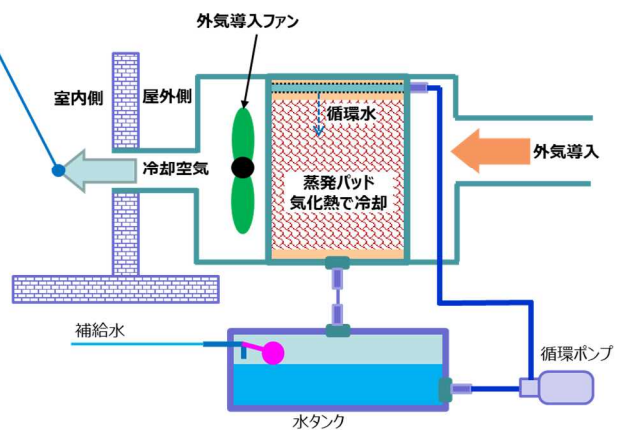 外気導入ファン
室内側
屋外側
循環水
冷却空気
外気導入
蒸発パッド
気化熱で冷却
補給水
循環ポンプ
水タンク